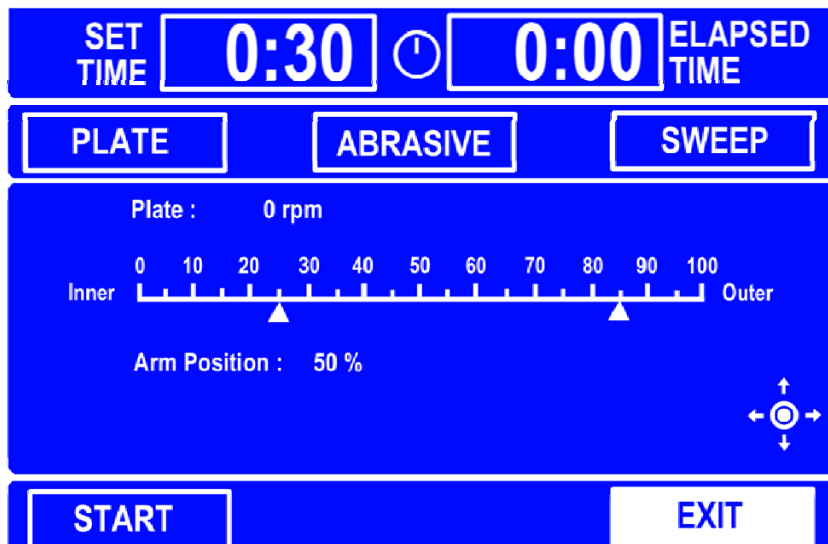 SET TIME 0:30 0:00 ELAPSED TIME
PLATE ABRASIVE SWEEP
Plate : 0 rpm
0 10 20 30 40 50 60 70 80 90 100
Inner Outer
Arm Position : 50 %
START EXIT